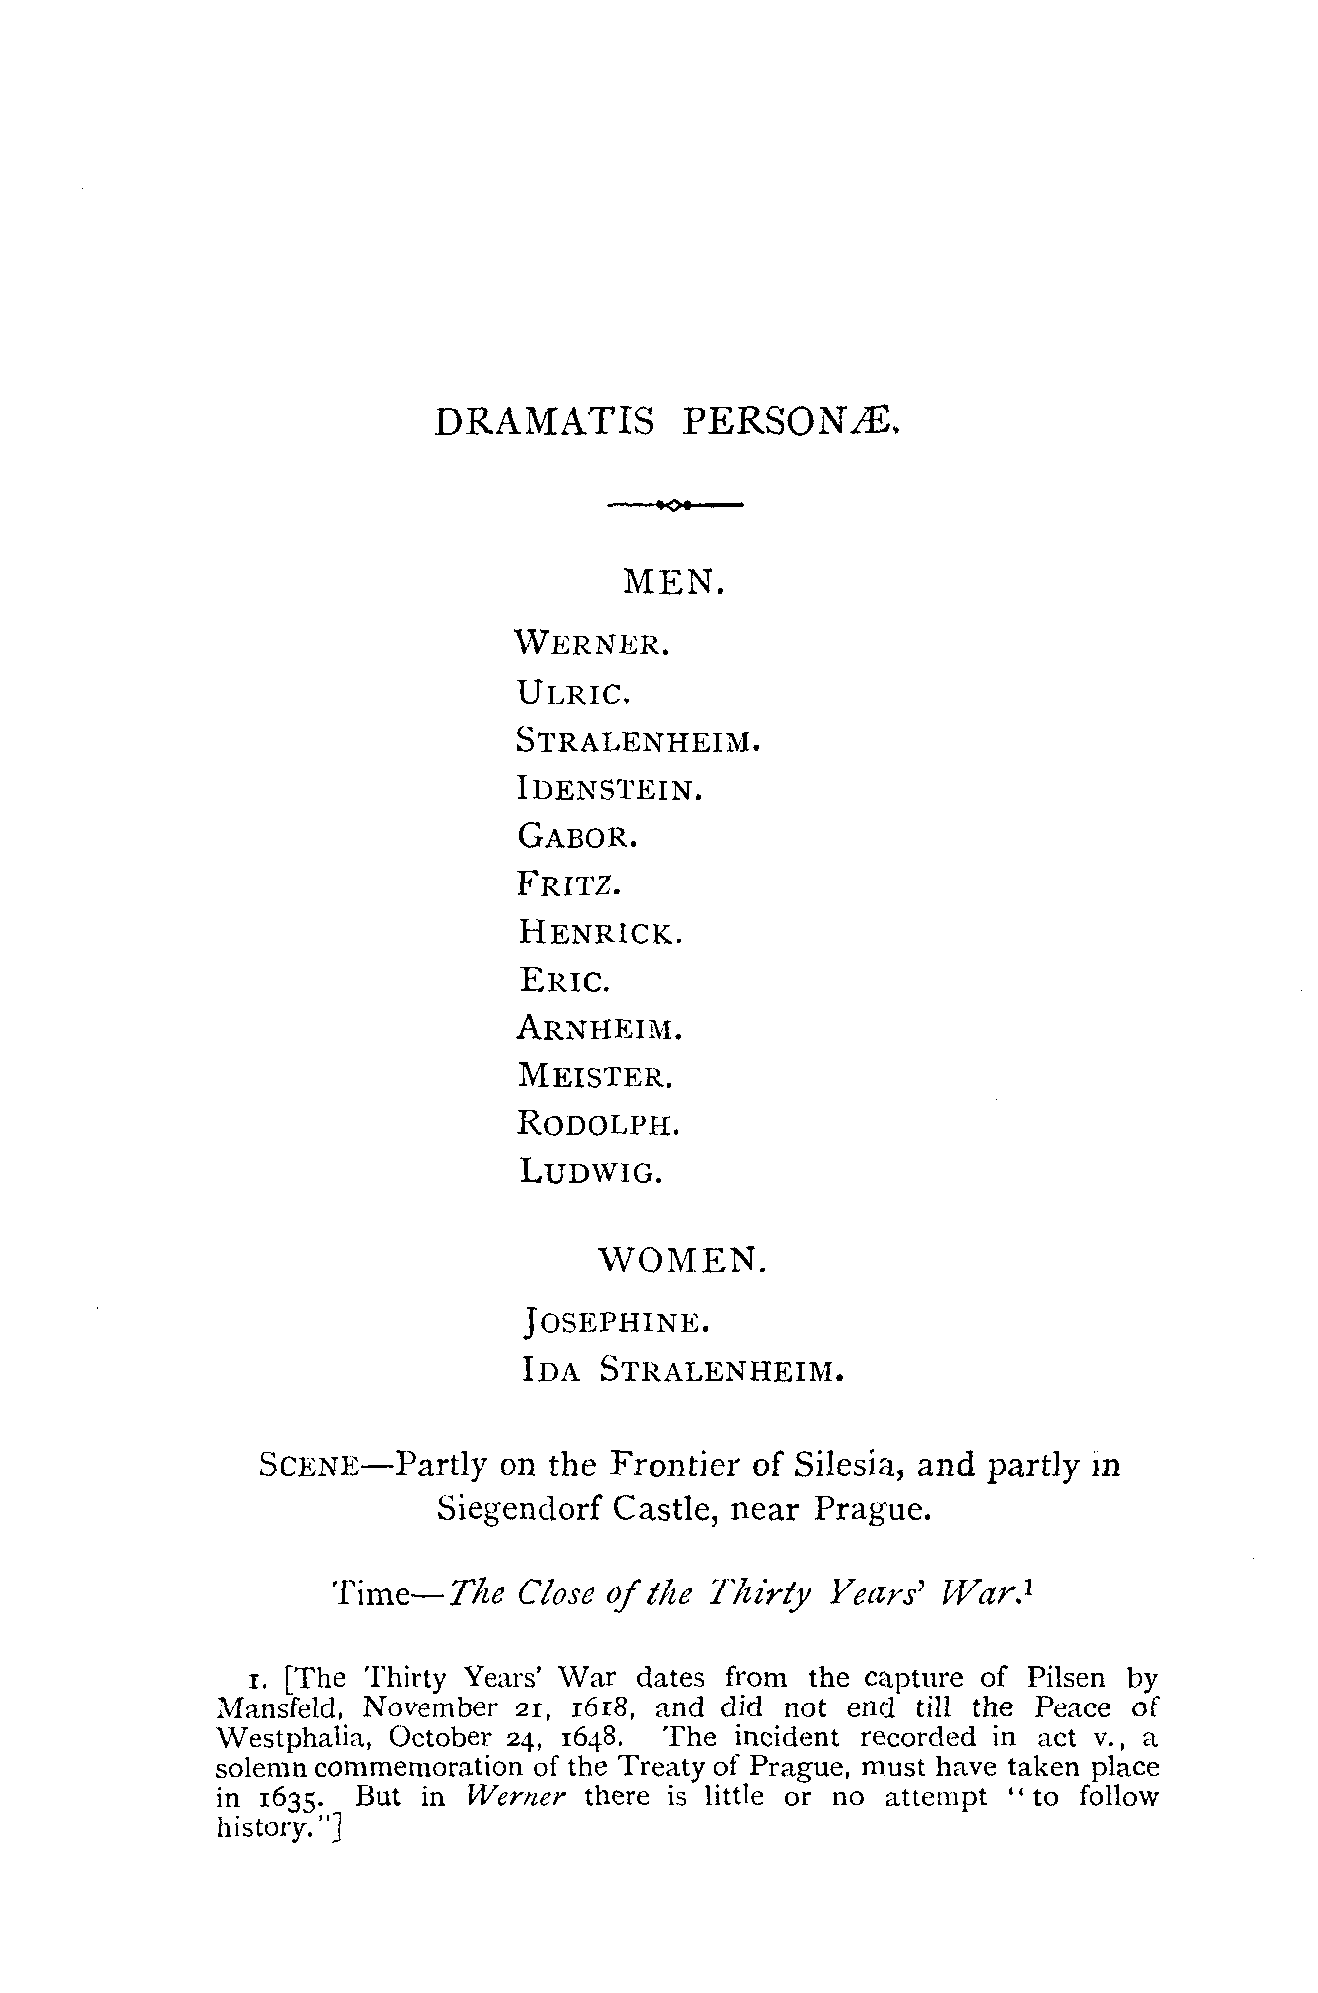 DRAMATIS PERSONÆ.
MEN.
WERNER.
ULRIC.
STRALENHEIM.
IDENSTEIN.
GABOR.
FRITZ.
HENRICK.
ERIC.
ARNHEIM.
MEISTER.
RODOLPH.
LUDWIG.
WOMEN.
JOSEPHINE.
IDA STRALENHEIM.
SCENE—Partly on the Frontier of Silesia, and partly in
Siegendorf Castle, near Prague.
Time—The Close of the Thirty Years' War.¹
1. [The Thirty Years' War dates from the capture of Pilsen by
Mansfeld, November 21, 1618, and did not end till the Peace of
Westphalia, October 24, 1648. The incident recorded in act v., a
solemn commemoration of the Treaty of Prague, must have taken place
in 1635. But in Werner there is little or no attempt "to follow
history."]